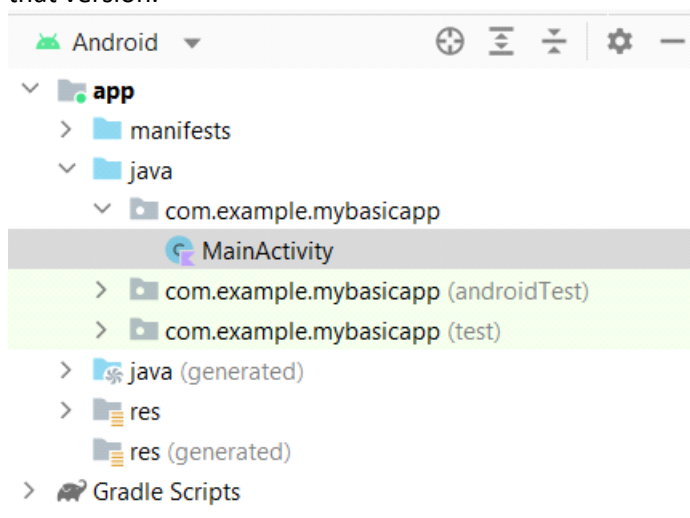 that version.
Android
app
manifests
java
com.example.mybasicapp
MainActivity
com.example.mybasicapp (androidTest)
com.example.mybasicapp (test)
java (generated)
res
res (generated)
Gradle Scripts